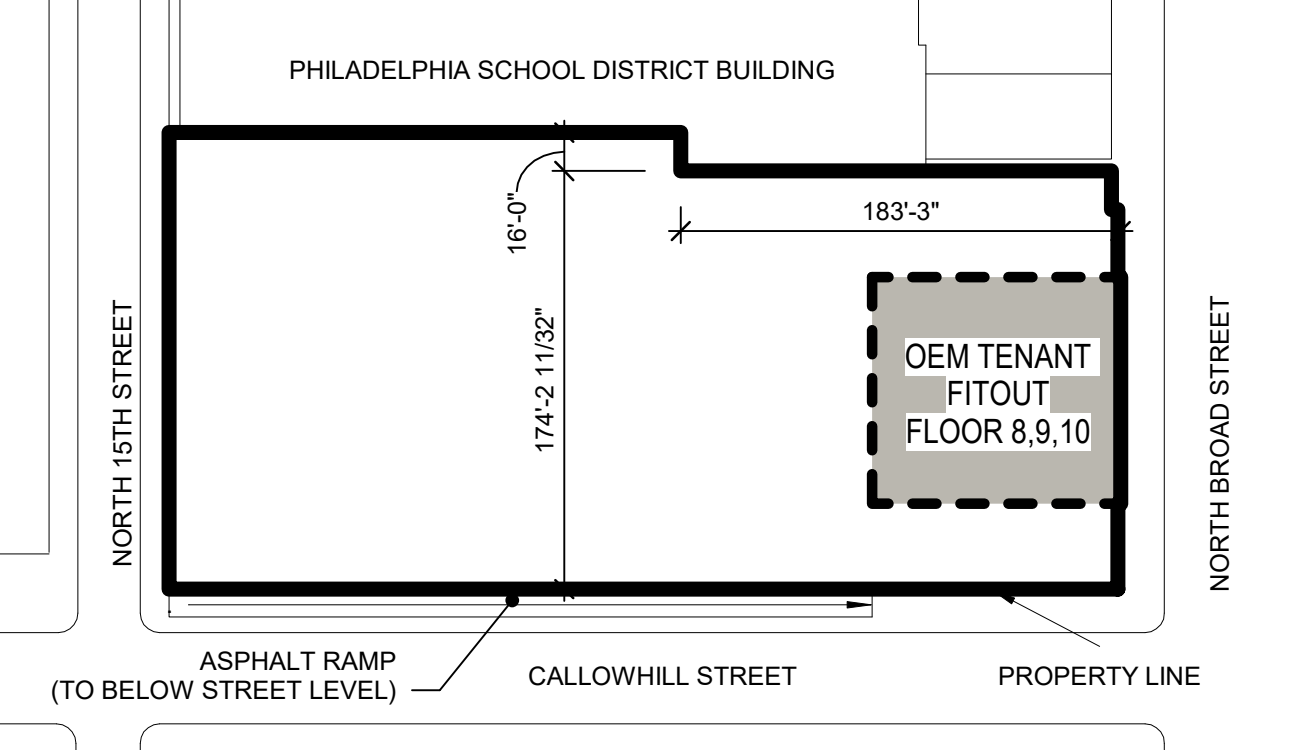 PHILADELPHIA SCHOOL DISTRICT BUILDING
16'-0"
183'-3"
174'-2 11/32"
NORTH 15TH STREET
OEM TENANT
FITOUT
FLOOR 8,9,10
NORTH BROAD STREET
ASPHALT RAMP
(TO BELOW STREET LEVEL)
CALLOWHILL STREET
PROPERTY LINE